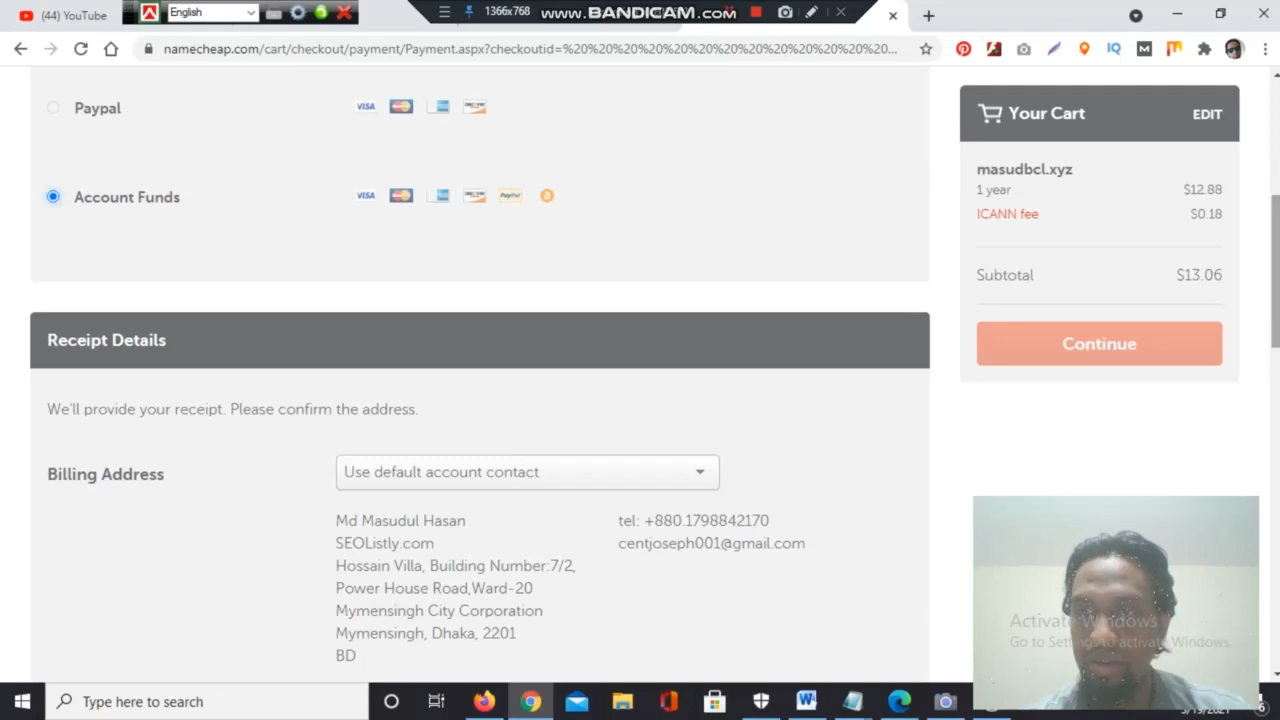 (44) YouTube
English
1366x768
www.BANDICAM.com
namecheap.com/cart/checkout/payment/Payment.aspx?checkoutid=%20%20%20%20%20%20%20%20%20%20%20%20%20%20...
Paypal
VISA
Account Funds
VISA
PayPal
Your Cart
EDIT
masudbcl.xyz
1 year
$12.88
ICANN fee
$0.18
Subtotal
$13.06
Continue
Receipt Details
We'll provide your receipt. Please confirm the address.
Billing Address
Use default account contact
Md Masudul Hasan
tel: +880.1798842170
SEOListly.com
centjoseph001@gmail.com
Hossain Villa, Building Number:7/2,
Power House Road,Ward-20
Mymensingh City Corporation
Mymensingh, Dhaka, 2201
BD
Activate Windows
Go to Settings to activate Windows.
Type here to search